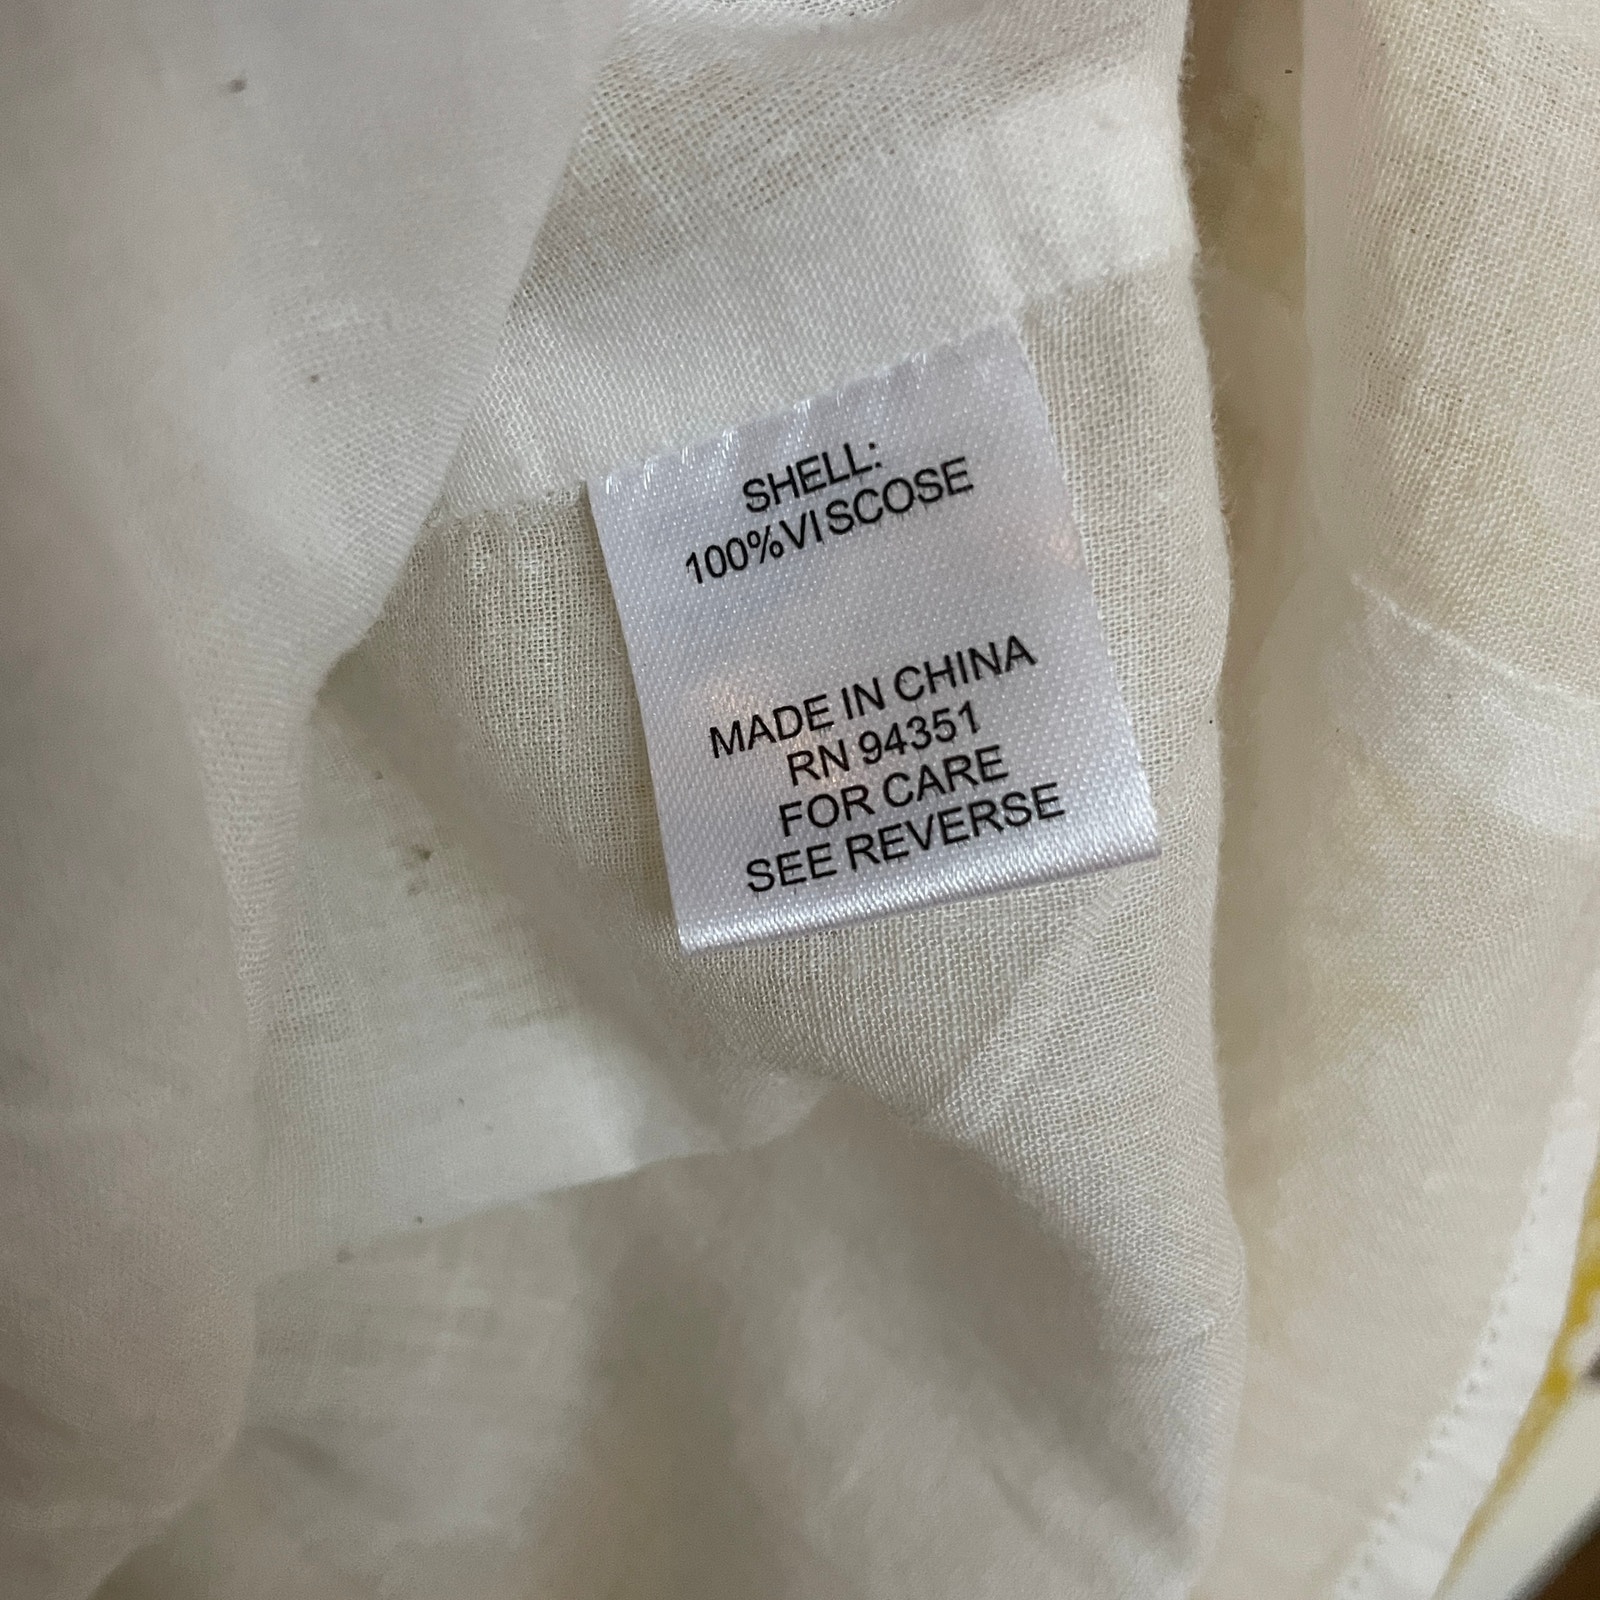 SHELL:
100%VISCOSE
MADE IN CHINA
RN 94351
FOR CARE
SEE REVERSE